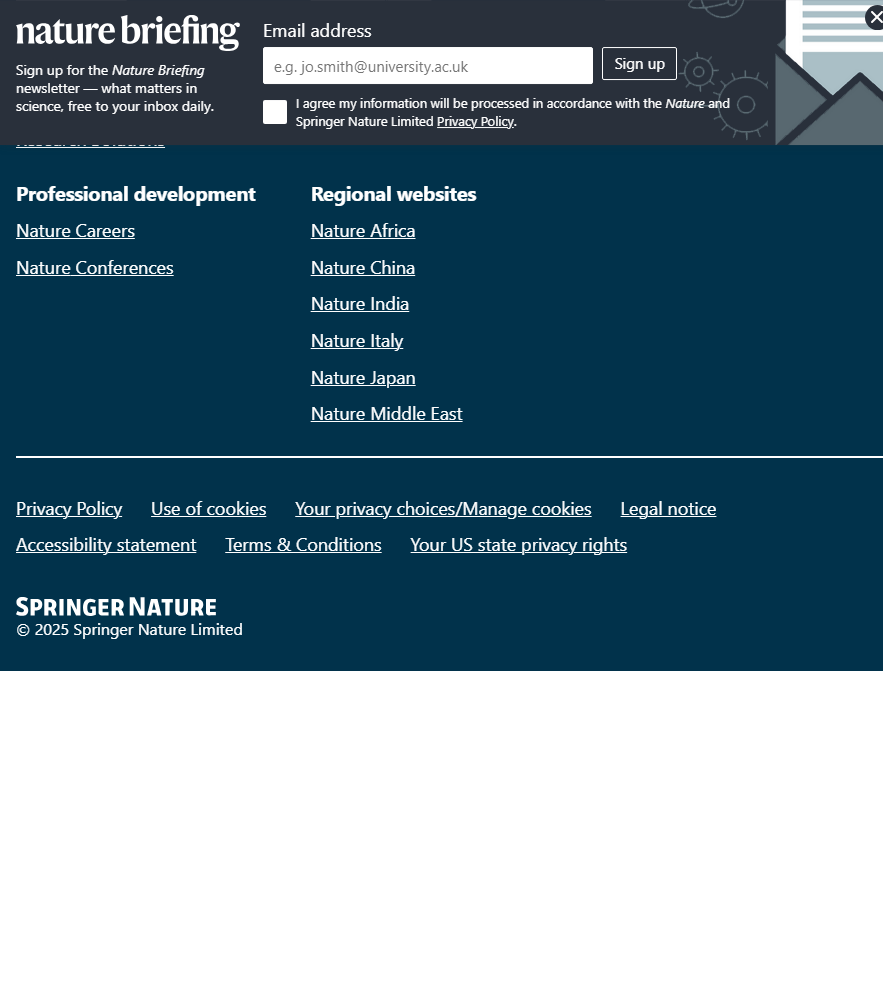 nature briefing
Sign up for the Nature Briefing
newsletter — what matters in
science, free to your inbox daily.
Email address
e.g. jo.smith@university.ac.uk
Sign up
I agree my information will be processed in accordance with the Nature and
Springer Nature Limited Privacy Policy.
Research Solutions
Professional development
Nature Careers
Nature Conferences
Regional websites
Nature Africa
Nature China
Nature India
Nature Italy
Nature Japan
Nature Middle East
Privacy Policy Use of cookies Your privacy choices/Manage cookies Legal notice
Accessibility statement Terms & Conditions Your US state privacy rights
SPRINGER NATURE
© 2025 Springer Nature Limited